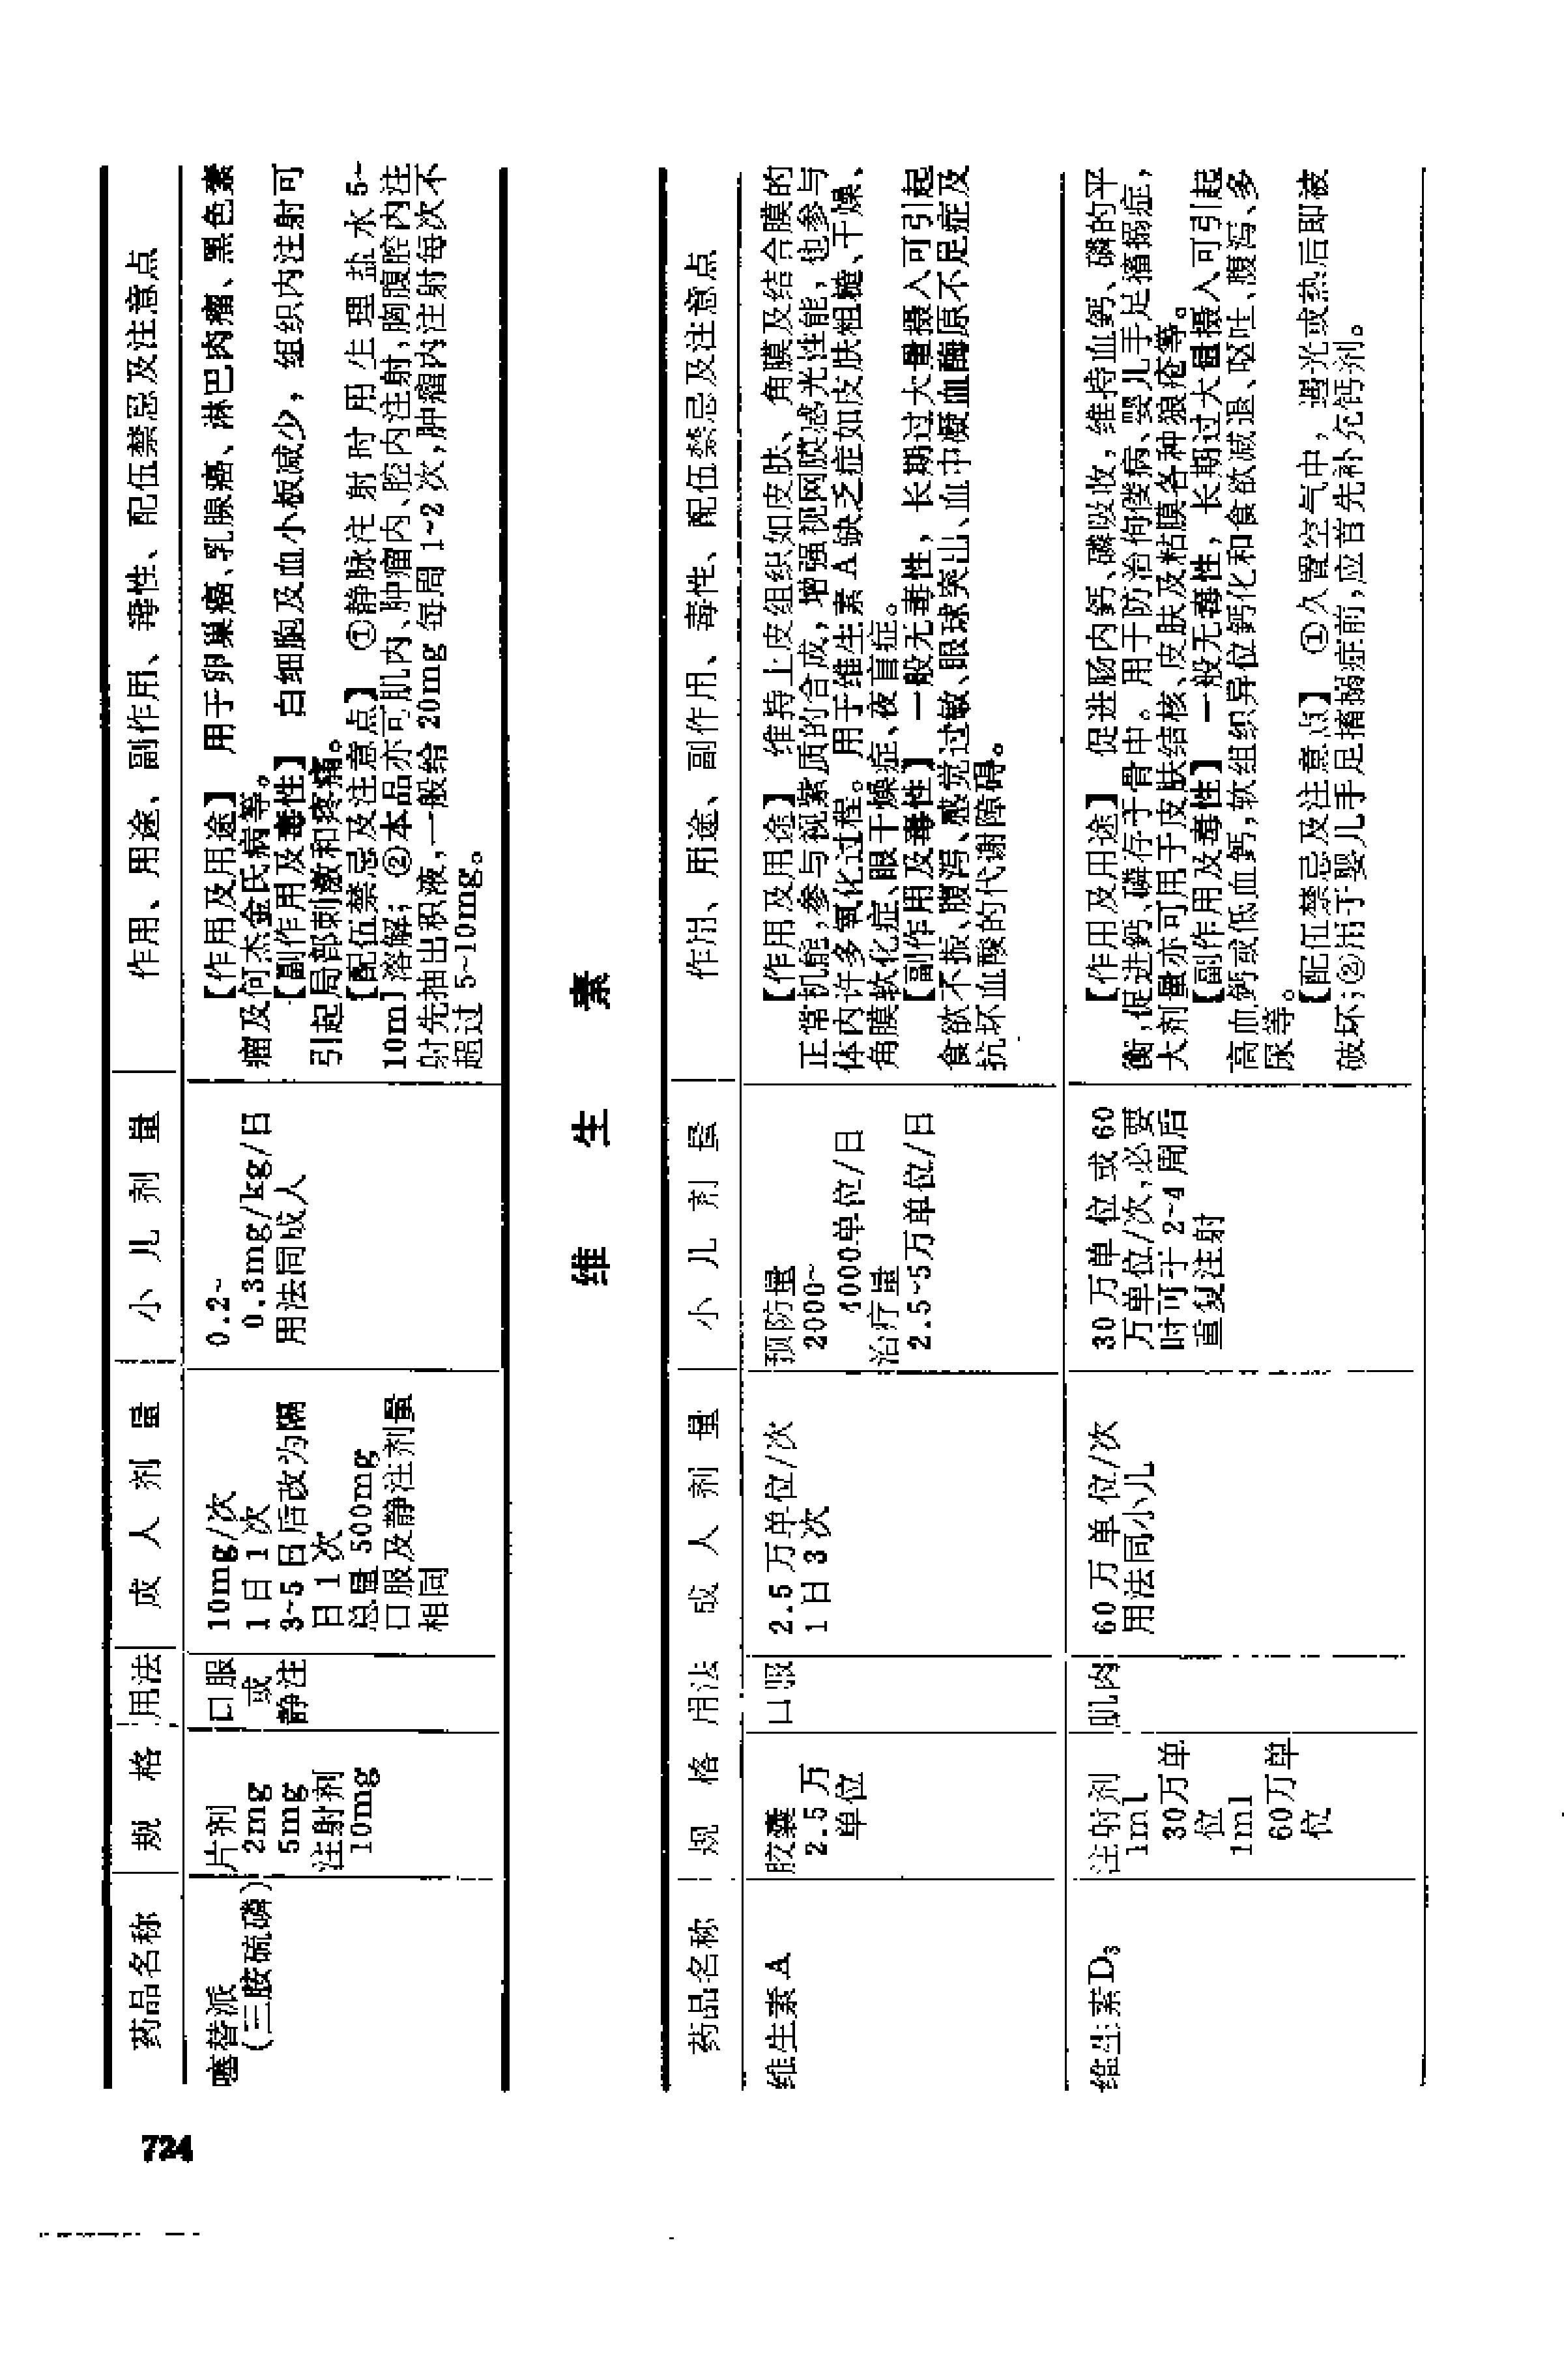 724
药品名称
规 格
用法
成 人 剂 量
小 儿 剂 量
作用、用途、副作用、毒性、配伍禁忌及注意点
噻替派
(三胺硫磷)
片剂
2mg
5mg
注射剂
10mg
口服
或
静注
10mg/次
1日1次
3~5日后改为隔
日1次
总量500mg
口服及静注剂量
相同
0.2~
0.3mg/kg/日
用法同成人
【作用及用途】 用于卵巢癌、乳腺癌、淋巴肉瘤、黑色素
瘤及何杰金氏病等。
【副作用及毒性】 白细胞及血小板减少,组织内注射可
引起局部刺激和疼痛。
【配伍禁忌及注意点】 ①静脉注射时用生理盐水5~
10ml溶解;②本品亦可肌内、肿瘤内、腔内注射,胸腹腔内注
射先抽出积液,一般给20mg每周1~2次,肿瘤内注射每次不
超过5~10mg。
维 生 素
药品名称
规 格
用法
成 人 剂 量
小 儿 剂 量
作用、用途、副作用、毒性、配伍禁忌及注意点
维生素A
胶囊
2.5万
单位
口服
2.5万单位/次
1日3次
预防量
2000~
4000单位/日
治疗量
2.5~5万单位/日
【作用及用途】 维持上皮组织如皮肤、角膜及结合膜的
正常机能,参与视紫质的合成,增强视网膜感光性能,也参与
体内许多氧化过程。用于维生素A缺乏症如皮肤粗糙、干燥、
角膜软化症、眼干燥症、夜盲症。
【副作用及毒性】 一般无毒性,长期过大量摄入可引起
食欲不振、腹泻、感觉过敏、眼球突出、血中凝血酶原不足症及
抗坏血酸的代谢障碍。
维生素D₃
注射剂
1ml
30万单
位
1ml
60万单
位
肌内
60万单位/次
用法同小儿
30万单位或60
万单位/次,必要
时可于2~4周后
重复注射
【作用及用途】 促进肠内钙、磷吸收,维持血钙、磷的平
衡,促进钙、磷存于骨中。用于防治佝偻病、婴儿手足搐搦症,
大剂量亦可用于皮肤结核、皮肤及粘膜各种狼疮等。
【副作用及毒性】 一般无毒性,长期过大量摄入可引起
高血钙或低血钙,软组织异位钙化和食欲减退、呕吐、腹泻、多
尿等。
【配伍禁忌及注意点】 ①久置空气中,遇光或热后即被
破坏;②用于婴儿手足搐搦症前,应首先补充钙剂。